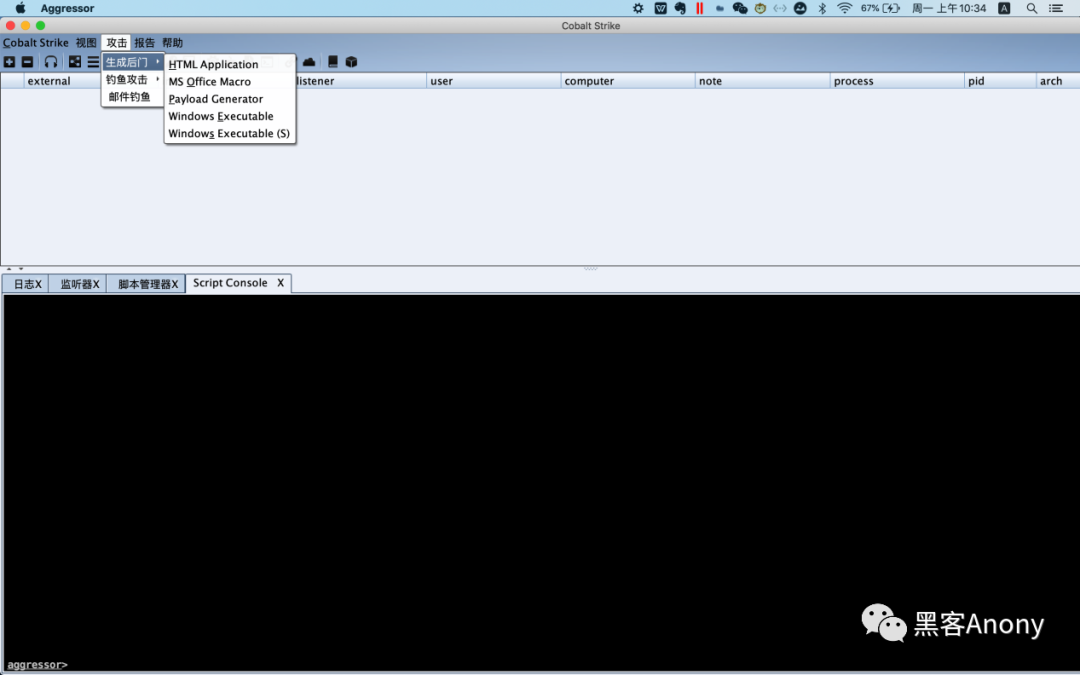 Aggressor 67% 周一 上午10:34 A
Cobalt Strike
Cobalt Strike 视图 攻击 报告 帮助
生成后门
钓鱼攻击
邮件钓鱼
HTML Application
MS Office Macro
Payload Generator
Windows Executable
Windows Executable (S)
external listener user computer note process pid arch
日志X 监听器X 脚本管理器X Script Console X
黑客Anony
aggressor>